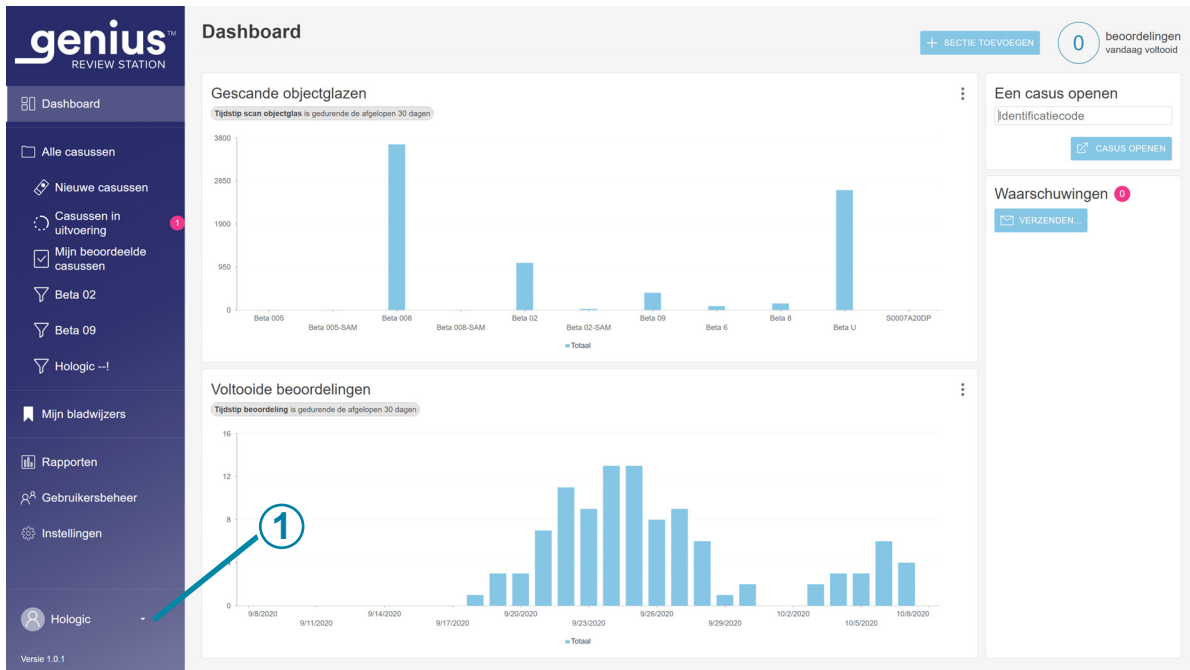 genius™
REVIEW STATION
Dashboard
Alle casussen
Nieuwe casussen
Casussen in
uitvoering
1
Mijn beoordeelde
casussen
Beta 02
Beta 09
Hologic --!
Mijn bladwijzers
Rapporten
Gebruikersbeheer
Instellingen
Hologic
Versie 1.0.1
Dashboard
+ SECTIE TOEVOEGEN
0
beoordelingen
vandaag voltooid
Gescande objectglazen
Tijdstip scan objectglas is gedurende de afgelopen 30 dagen
3800
2850
1900
950
0
Beta 005
Beta 005-SAM
Beta 008
Beta 008-SAM
Beta 02
Beta 02-SAM
Beta 09
Beta 6
Beta 8
Beta U
S0007A20DP
Totaal
Voltooide beoordelingen
Tijdstip beoordeling is gedurende de afgelopen 30 dagen
16
12
8
0
9/8/2020
9/11/2020
9/14/2020
9/17/2020
9/20/2020
9/23/2020
9/26/2020
9/29/2020
10/2/2020
10/5/2020
10/8/2020
Totaal
1
Een casus openen
Identificatiecode
CASUS OPENEN
Waarschuwingen 0
VERZENDEN...